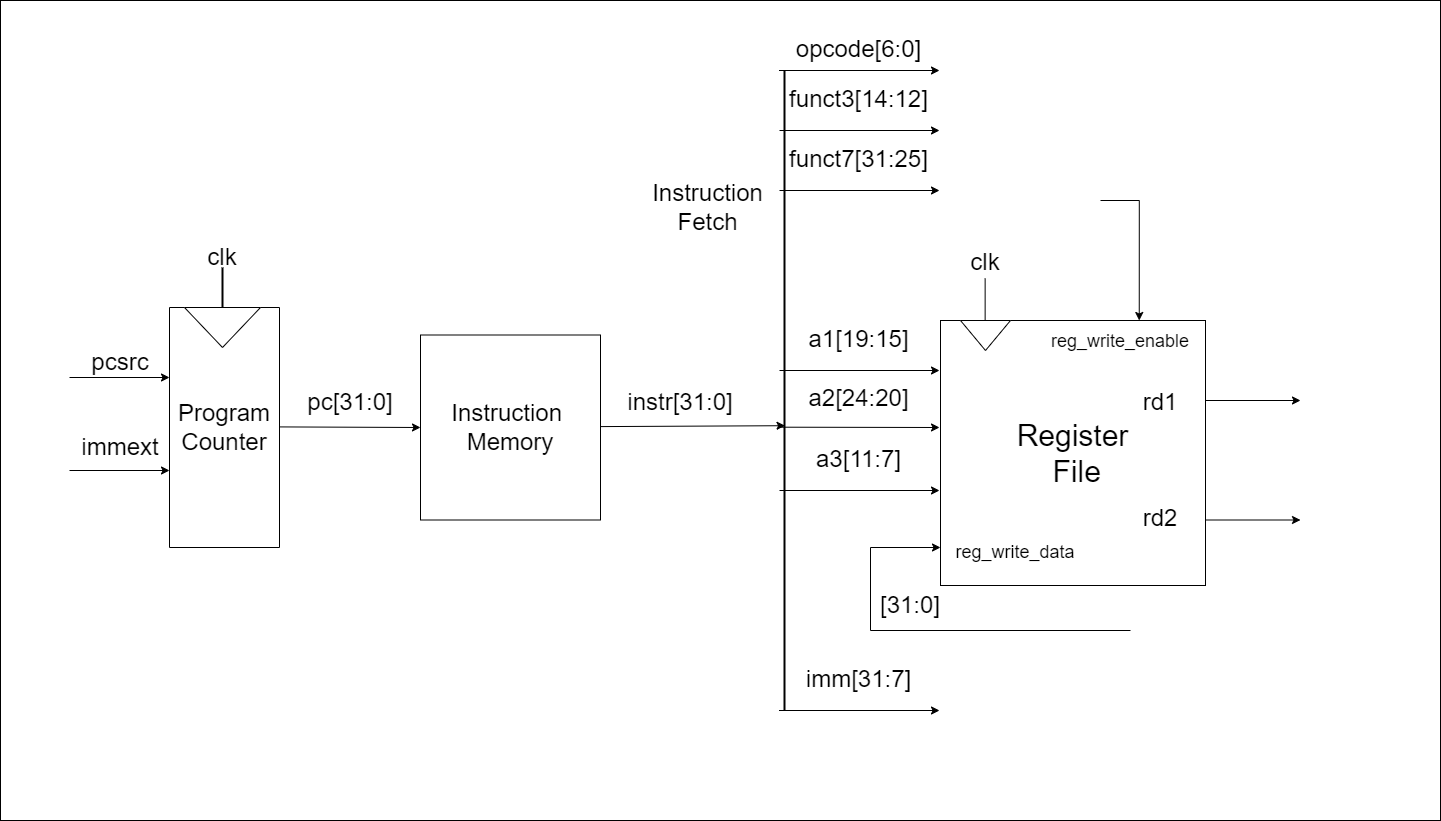 opcode[6:0]
funct3[14:12]
funct7[31:25]
Instruction
Fetch
clk
clk
pcsrc
immext
Program
Counter
pc[31:0]
Instruction
Memory
instr[31:0]
a1[19:15]
a2[24:20]
a3[11:7]
reg_write_enable
rd1
Register
File
rd2
reg_write_data
[31:0]
imm[31:7]